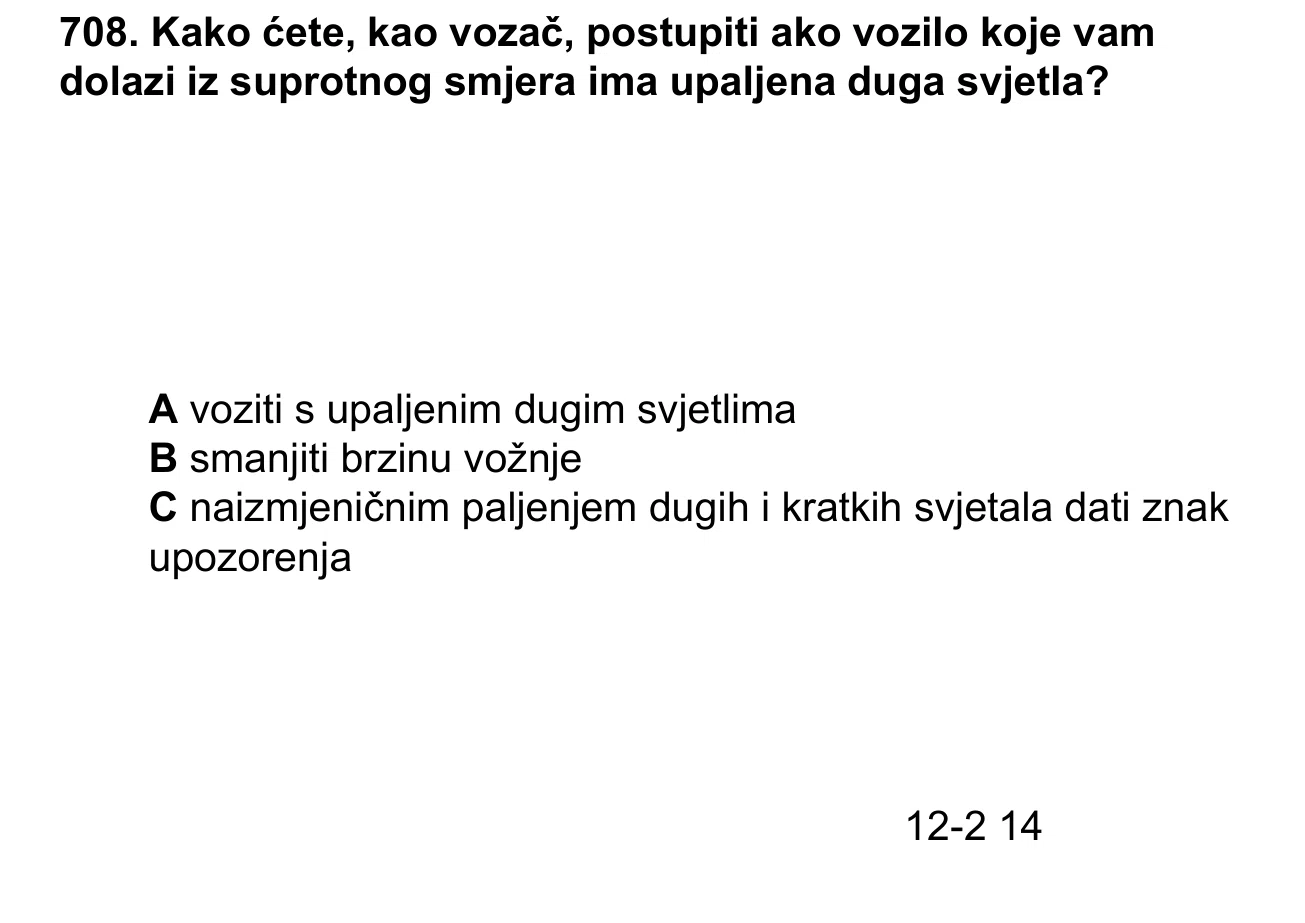 708. Kako ćete, kao vozač, postupiti ako vozilo koje vam
dolazi iz suprotnog smjera ima upaljena duga svjetla?
A voziti s upaljenim dugim svjetlima
B smanjiti brzinu vožnje
C naizmjeničnim paljenjem dugih i kratkih svjetala dati znak
upozorenja
12-2 14